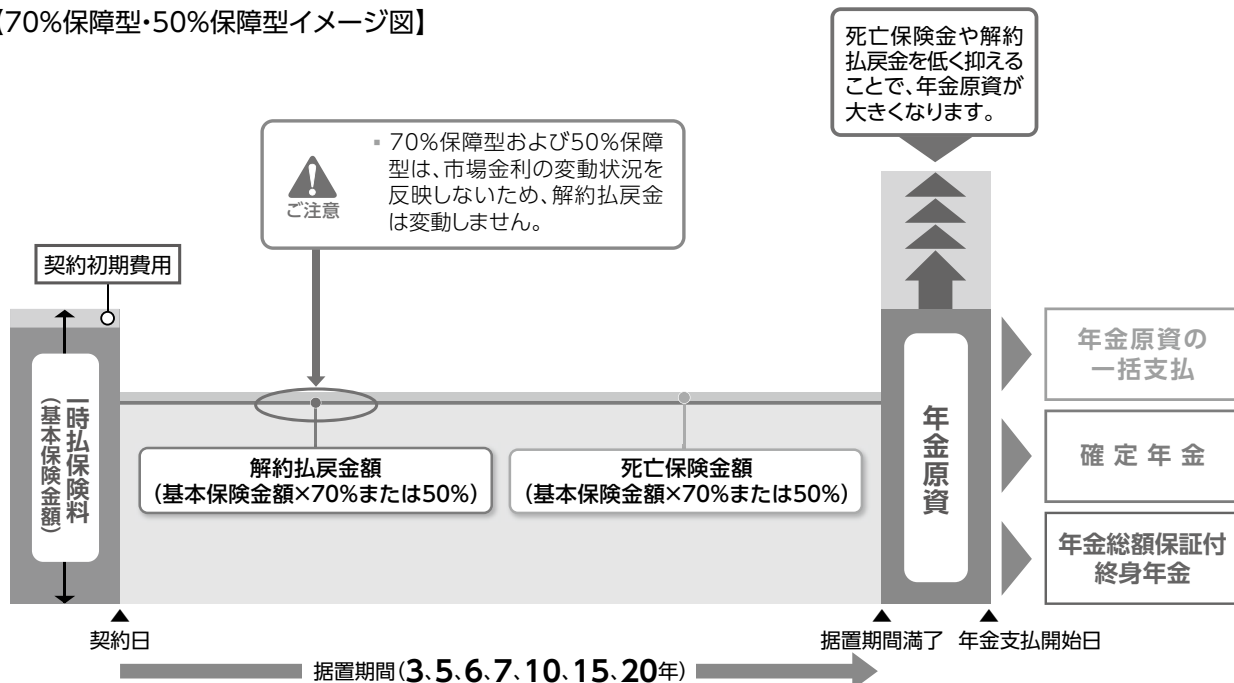 【70%保障型・50%保障型イメージ図】
死亡保険金や解約
払戻金を低く抑える
ことで、年金原資が
大きくなります。
ご注意
▪ 70%保障型および50%保障
型は、市場金利の変動状況を
反映しないため、解約払戻金
は変動しません。
契約初期費用
一時払保険料
（基本保険金額）
解約払戻金額
（基本保険金額×70%または50%）
死亡保険金額
（基本保険金額×70%または50%）
年金原資
年金原資の
一括支払
確定年金
年金総額保証付
終身年金
契約日
据置期間満了
年金支払開始日
据置期間（3、5、6、7、10、15、20年）